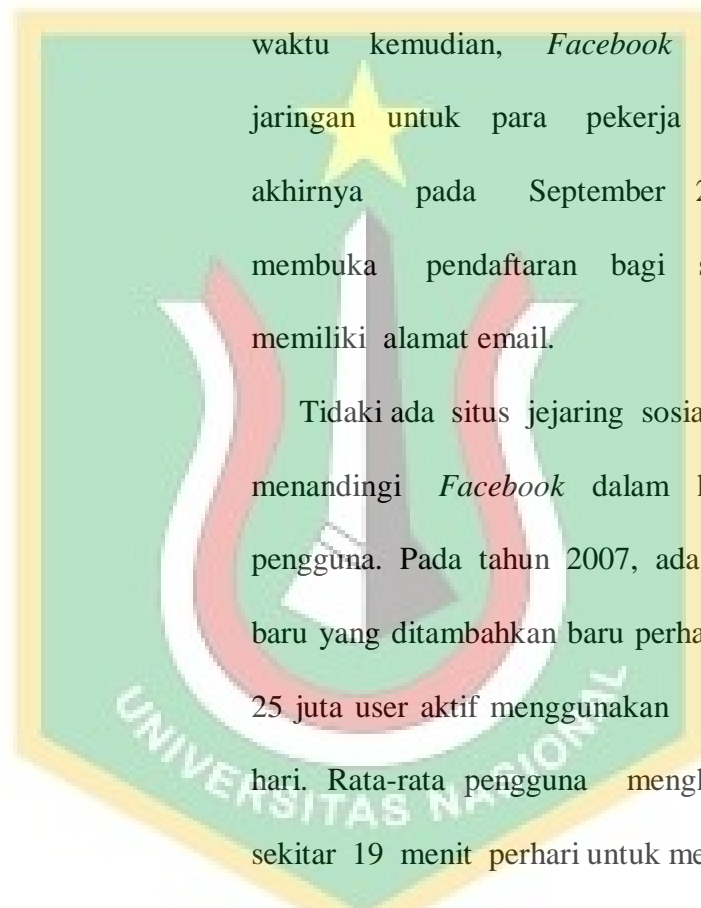 waktu kemudian, Facebook
jaringan untuk para pekerja
akhirnya pada September
membuka pendaftaran bagi
memiliki alamat email.
Tidaki ada situs jejaring
menandingi Facebook dalam
pengguna. Pada tahun 2007, ada
baru yang ditambahkan baru
25 juta user aktif menggunakan
hari. Rata-rata pengguna
sekitar 19 menit perhari untuk
UNIVERSITAS NASIONAL